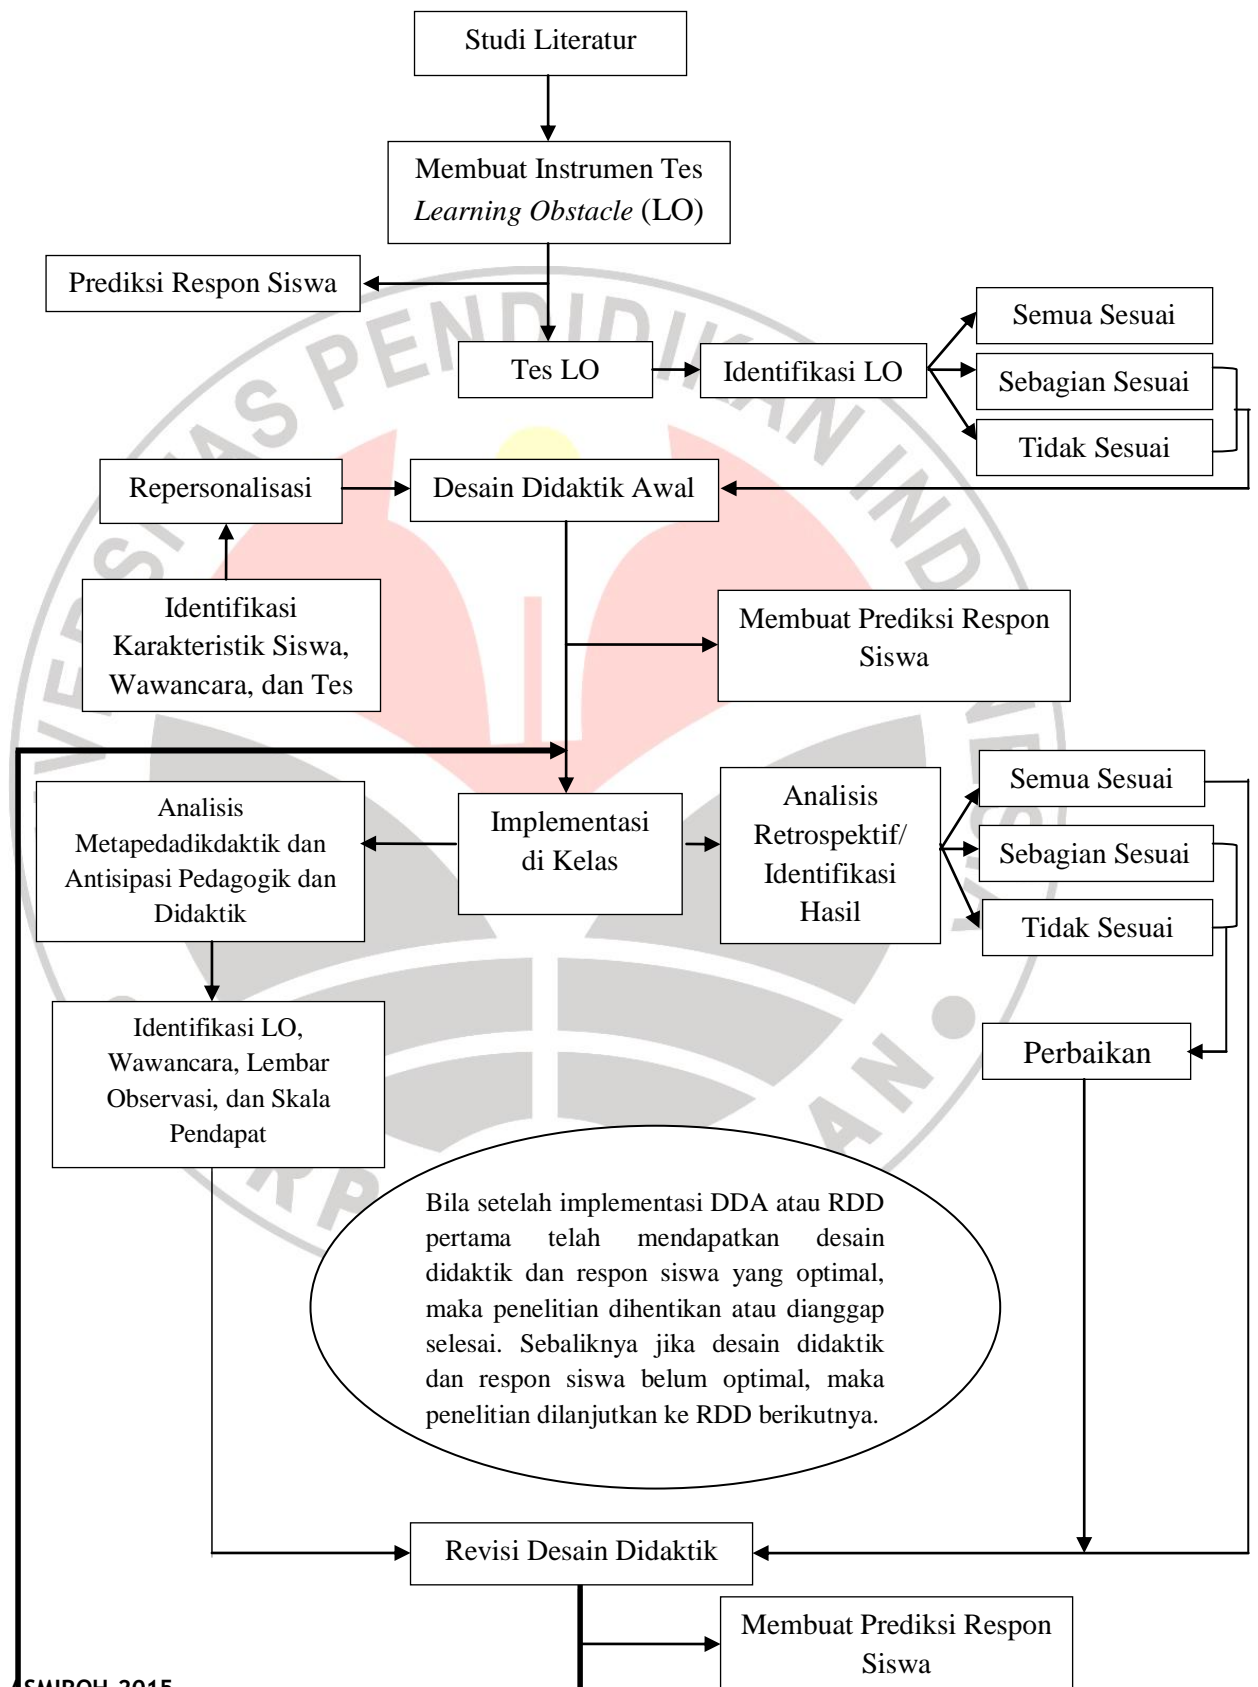 Studi Literatur
Membuat Instrumen Tes
Learning Obstacle (LO)
Prediksi Respon Siswa
Tes LO
Identifikasi LO
Semua Sesuai
Sebagian Sesuai
Tidak Sesuai
Repersonalisasi
Desain Didaktik Awal
Identifikasi
Karakteristik Siswa,
Wawancara, dan Tes
Membuat Prediksi Respon
Siswa
Analisis
Metapedadikdaktik dan
Antisipasi Pedagogik dan
Didaktik
Implementasi
di Kelas
Analisis
Retrospektif/
Identifikasi
Hasil
Semua Sesuai
Sebagian Sesuai
Tidak Sesuai
Identifikasi LO,
Wawancara, Lembar
Observasi, dan Skala
Pendapat
Perbaikan
Bila setelah implementasi DDA atau RDD
pertama telah mendapatkan desain
didaktik dan respon siswa yang optimal,
maka penelitian dihentikan atau dianggap
selesai. Sebaliknya jika desain didaktik
dan respon siswa belum optimal, maka
penelitian dilanjutkan ke RDD berikutnya.
Revisi Desain Didaktik
Membuat Prediksi Respon
Siswa
2015